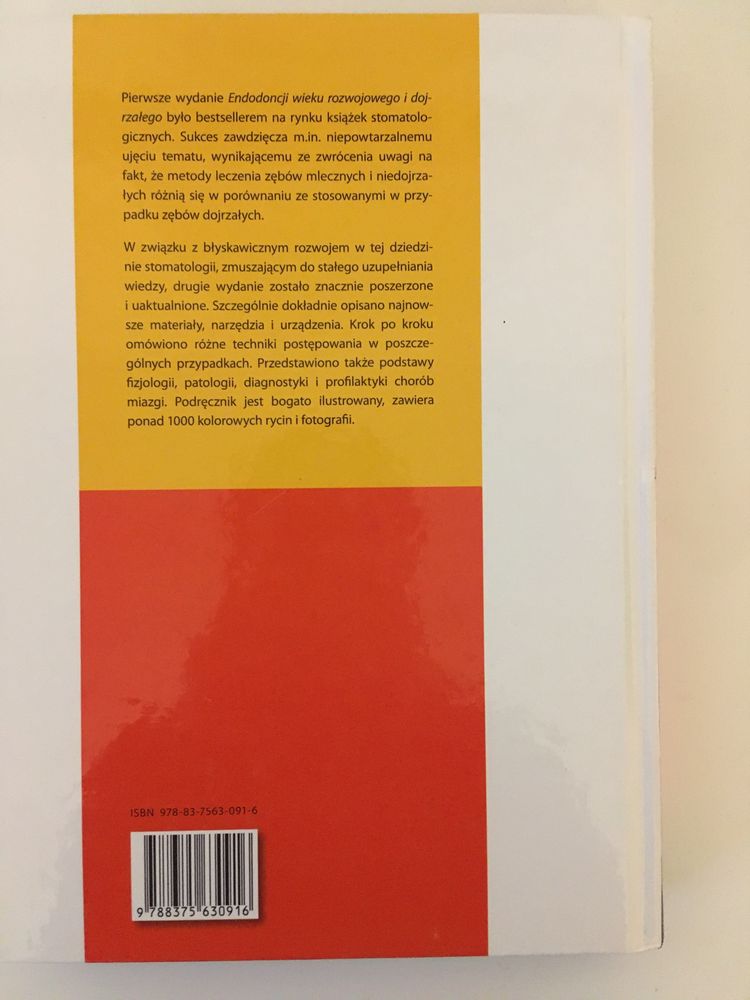 Pierwsze wydanie Endodoncji wieku rozwojowego i doj-
rzałego było bestsellerem na rynku książek stomatolo-
gicznych. Sukces zawdzięcza m.in. niepowtarzalnemu
ujęciu tematu, wynikającemu ze zwrócenia uwagi na
fakt, że metody leczenia zębów mlecznych i niedojrza-
łych różnią się w porównaniu ze stosowanymi w przy-
padku zębów dojrzałych.
W związku z błyskawicznym rozwojem w tej dziedzi-
nie stomatologii, zmuszającym do stałego uzupełniania
wiedzy, drugie wydanie zostało znacznie poszerzone
i uaktualnione. Szczególnie dokładnie opisano najnow-
sze materiały, narzędzia i urządzenia. Krok po kroku
omówiono różne techniki postępowania w poszcze-
gólnych przypadkach. Przedstawiono także podstawy
fizjologii, patologii, diagnostyki i profilaktyki chorób
miazgi. Podręcznik jest bogato ilustrowany, zawiera
ponad 1000 kolorowych rycin i fotografii.
ISBN 978-83-7563-091-6
9 788375 630916